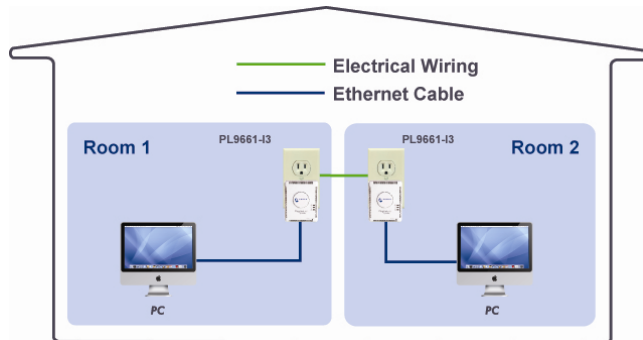 Electrical Wiring
Ethernet Cable
Room 1
PL9661-I3
PL9661-I3
Room 2
PC
PC